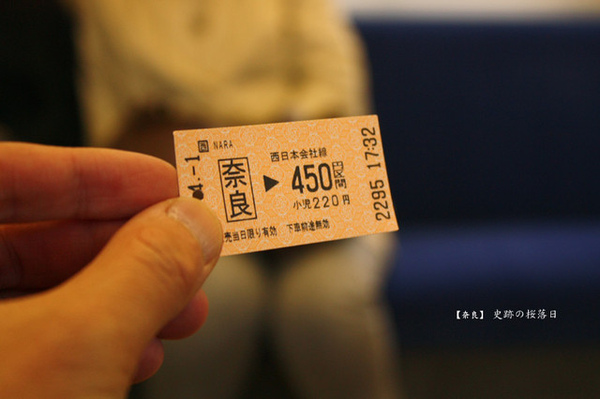 西 NARA
西日本会社線
4.-1
奈良 ▶ 450円区間
小児220円
売当日限り有効 下車前途無効
2295 17:32
【奈良】 史跡の桜落日